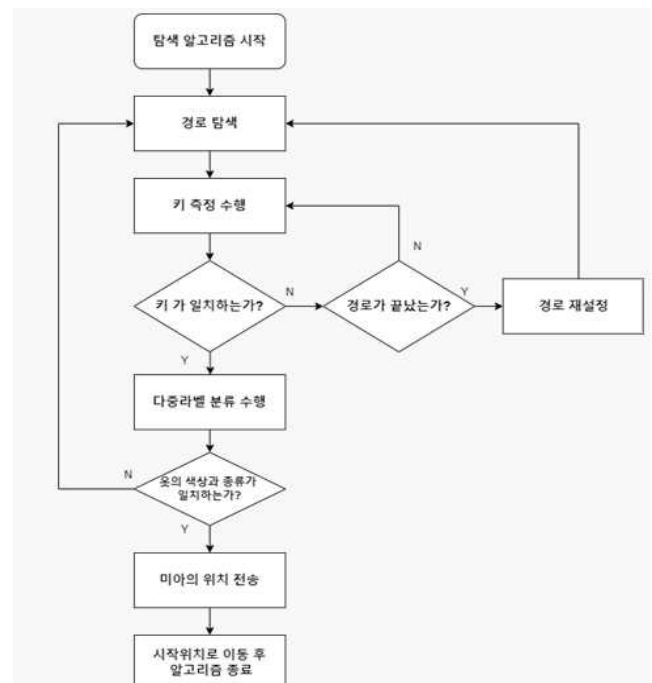 탐색 알고리즘 시작
경로 탐색
키 측정 수행
N
키 가 일치하는가?
N
경로가 끝났는가?
Y
경로 재설정
Y
다중라벨 분류 수행
N
옷의 색상과 종류가
일치하는가?
Y
미아의 위치 전송
시작위치로 이동 후
알고리즘 종료